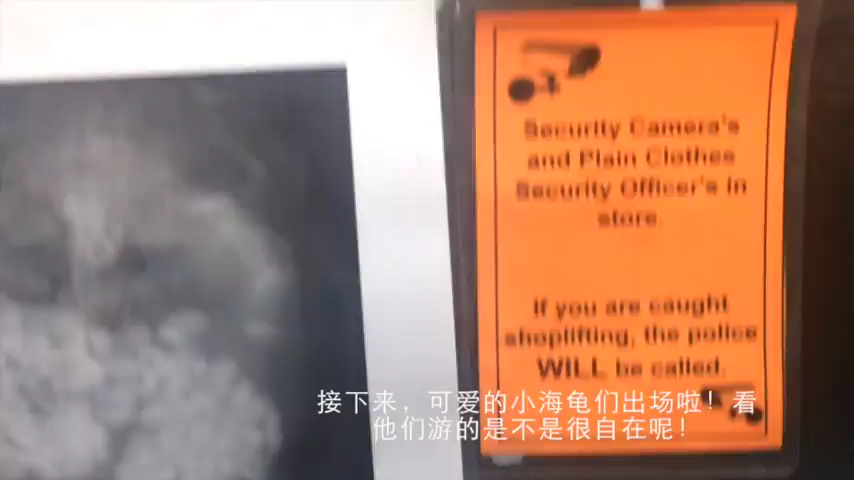 Security Camera's
and Plain Clothes
Security Officer's in
store.
If you are caught
shoplifting, the police
WILL be called.
接下来，可爱的小海龟们出场啦！看
他们游的是不是很自在呢！